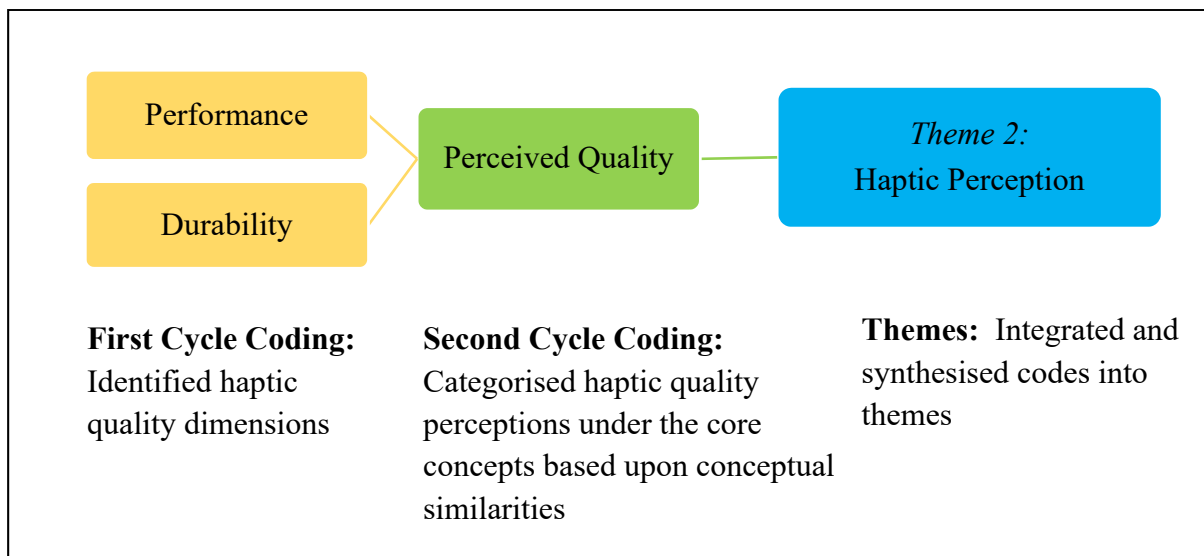 Performance
Durability
Perceived Quality
Theme 2:
Haptic Perception
First Cycle Coding:
Identified haptic
quality dimensions
Second Cycle Coding:
Categorised haptic quality
perceptions under the core
concepts based upon conceptual
similarities
Themes:  Integrated and
synthesised codes into
themes